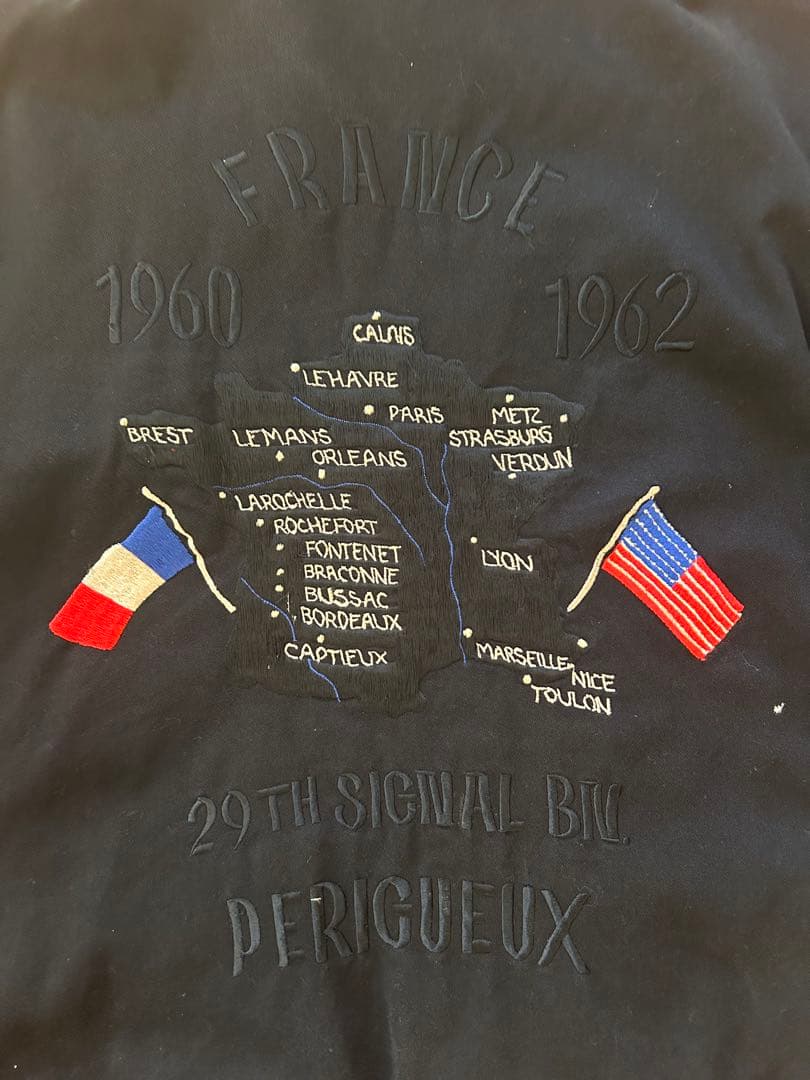 FRANCE
1960 1962
CALAIS
LEHAVRE
PARIS METZ
BREST LEMANS STRASBURG
ORLEANS VERDUN
LAROCHELLE
ROCHEFORT
FONTENET LYON
BRACONNE
BUSSAC
BORDEAUX
CAPTIEUX MARSEILLE
NICE
TOULON
29TH SIGNAL BN.
PERIGUEUX